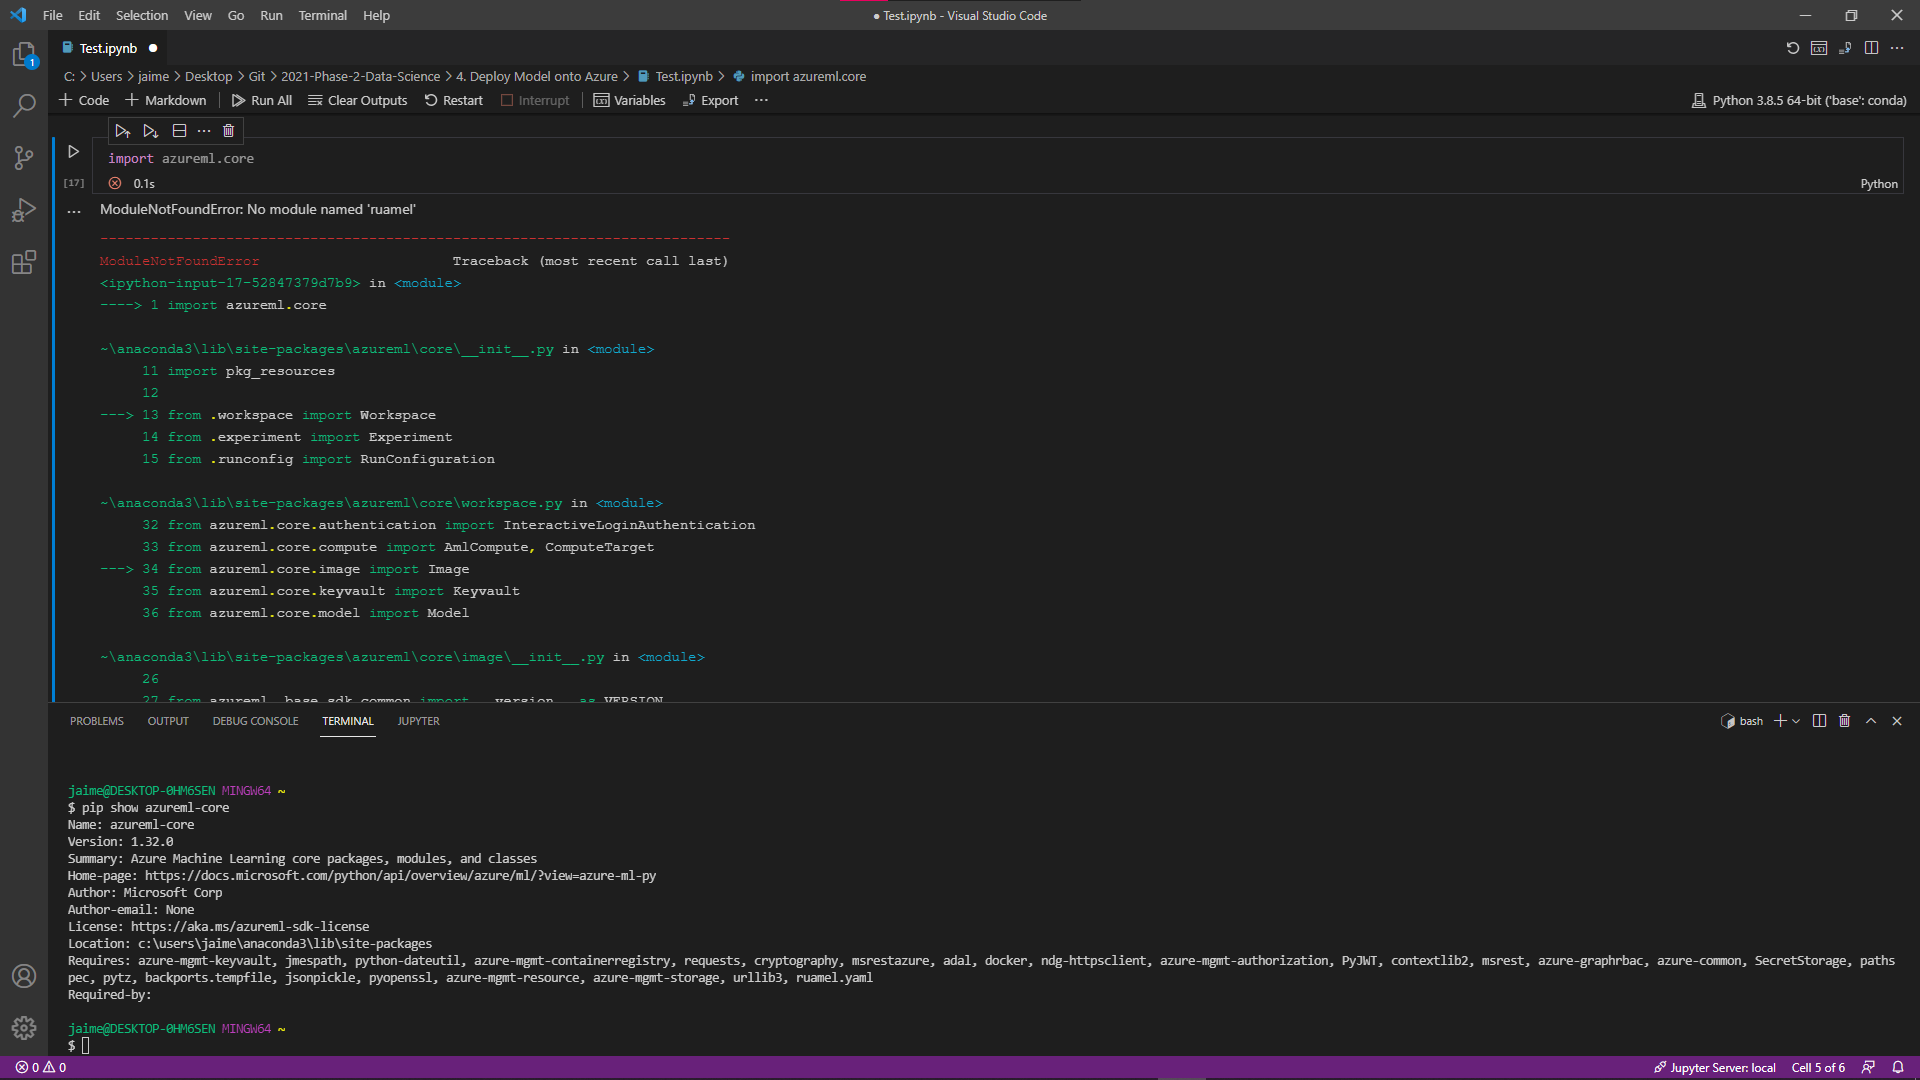 File Edit Selection View Go Run Terminal Help
● Test.ipynb - Visual Studio Code
Test.ipynb ●
C: > Users > jaime > Desktop > Git > 2021-Phase-2-Data-Science > 4. Deploy Model onto Azure > Test.ipynb > import azureml.core
+ Code + Markdown Run All Clear Outputs Restart Interrupt Variables Export ...
Python 3.8.5 64-bit ('base': conda)
import azureml.core
[17] 0.1s
Python
... ModuleNotFoundError: No module named 'ruamel'
---------------------------------------------------------------------------
ModuleNotFoundError Traceback (most recent call last)
<ipython-input-17-52847379d7b9> in <module>
----> 1 import azureml.core
~\anaconda3\lib\site-packages\azureml\core\__init__.py in <module>
11 import pkg_resources
12
---> 13 from .workspace import Workspace
14 from .experiment import Experiment
15 from .runconfig import RunConfiguration
~\anaconda3\lib\site-packages\azureml\core\workspace.py in <module>
32 from azureml.core.authentication import InteractiveLoginAuthentication
33 from azureml.core.compute import AmlCompute, ComputeTarget
---> 34 from azureml.core.image import Image
35 from azureml.core.keyvault import Keyvault
36 from azureml.core.model import Model
~\anaconda3\lib\site-packages\azureml\core\image\__init__.py in <module>
26
27 from azureml._base_sdk_common import __version__ as VERSION
PROBLEMS OUTPUT DEBUG CONSOLE TERMINAL JUPYTER
bash
jaime@DESKTOP-0HM6SEN MINGW64 ~
$ pip show azureml-core
Name: azureml-core
Version: 1.32.0
Summary: Azure Machine Learning core packages, modules, and classes
Home-page: https://docs.microsoft.com/python/api/overview/azure/ml/?view=azure-ml-py
Author: Microsoft Corp
Author-email: None
License: https://aka.ms/azureml-sdk-license
Location: c:\users\jaime\anaconda3\lib\site-packages
Requires: azure-mgmt-keyvault, jmespath, python-dateutil, azure-mgmt-containerregistry, requests, cryptography, msrestazure, adal, docker, ndg-httpsclient, azure-mgmt-authorization, PyJWT, contextlib2, msrest, azure-graphrbac, azure-common, SecretStorage, paths
pec, pytz, backports.tempfile, jsonpickle, pyopenssl, azure-mgmt-resource, azure-mgmt-storage, urllib3, ruamel.yaml
Required-by:
jaime@DESKTOP-0HM6SEN MINGW64 ~
$
1
0 0
Jupyter Server: local Cell 5 of 6